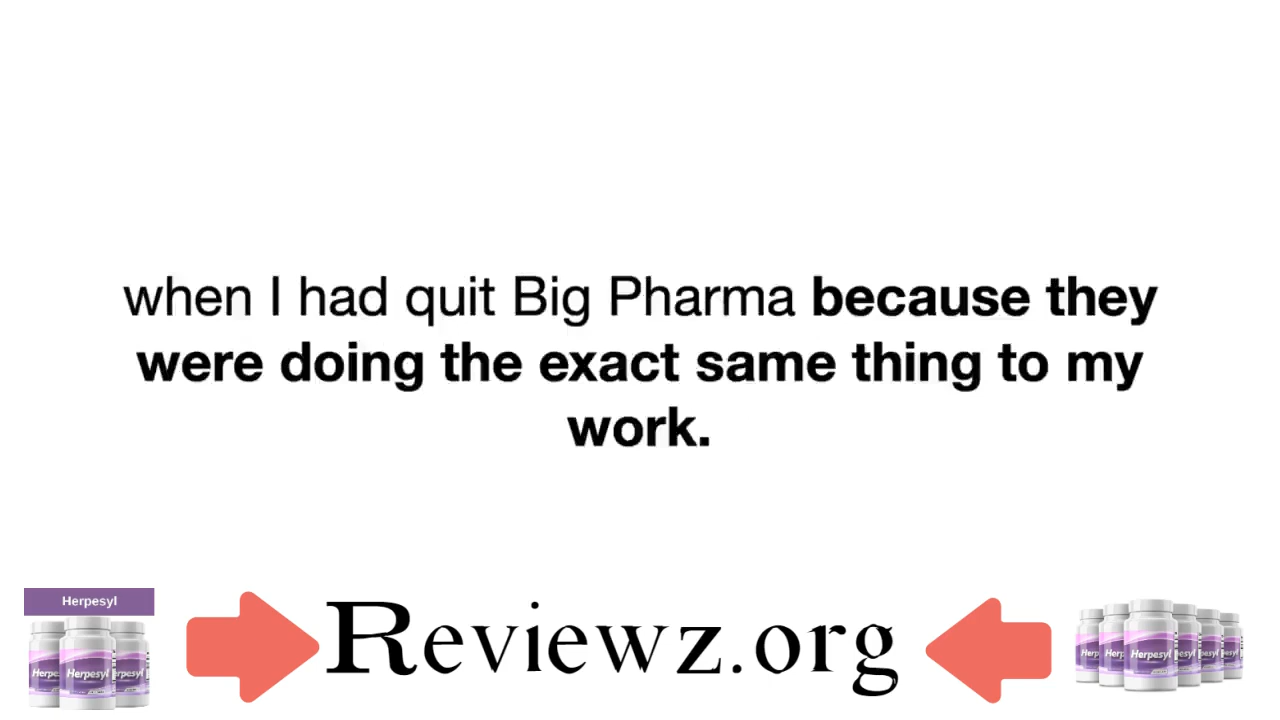 when I had quit Big Pharma because they
were doing the exact same thing to my
work.
Herpesyl
Reviewz.org
Herpesyl
Herpesyl